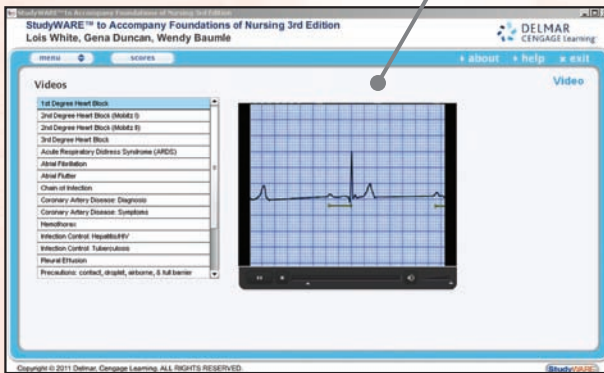 StudyWARE™ to Accompany Foundations of Nursing 3rd Edition
StudyWARE™ to Accompany Foundations of Nursing 3rd Edition
Lois White, Gena Duncan, Wendy Baumle
DELMAR
CENGAGE Learning
menu
scores
+ about
+ help
x exit
Videos
Video
1st Degree Heart Block
2nd Degree Heart Block (Mobitz I)
2nd Degree Heart Block (Mobitz II)
3rd Degree Heart Block
Acute Respiratory Distress Syndrome (ARDS)
Atrial Fibrillation
Atrial Flutter
Chain of Infection
Coronary Artery Disease: Diagnosis
Coronary Artery Disease: Symptoms
Hemothorax
Infection Control: Hepatitis/HIV
Infection Control: Tuberculosis
Pleural Effusion
Precautions: contact, droplet, airborne, & full barrier
Copyright © 2011 Delmar, Cengage Learning. ALL RIGHTS RESERVED.
StudyWARE